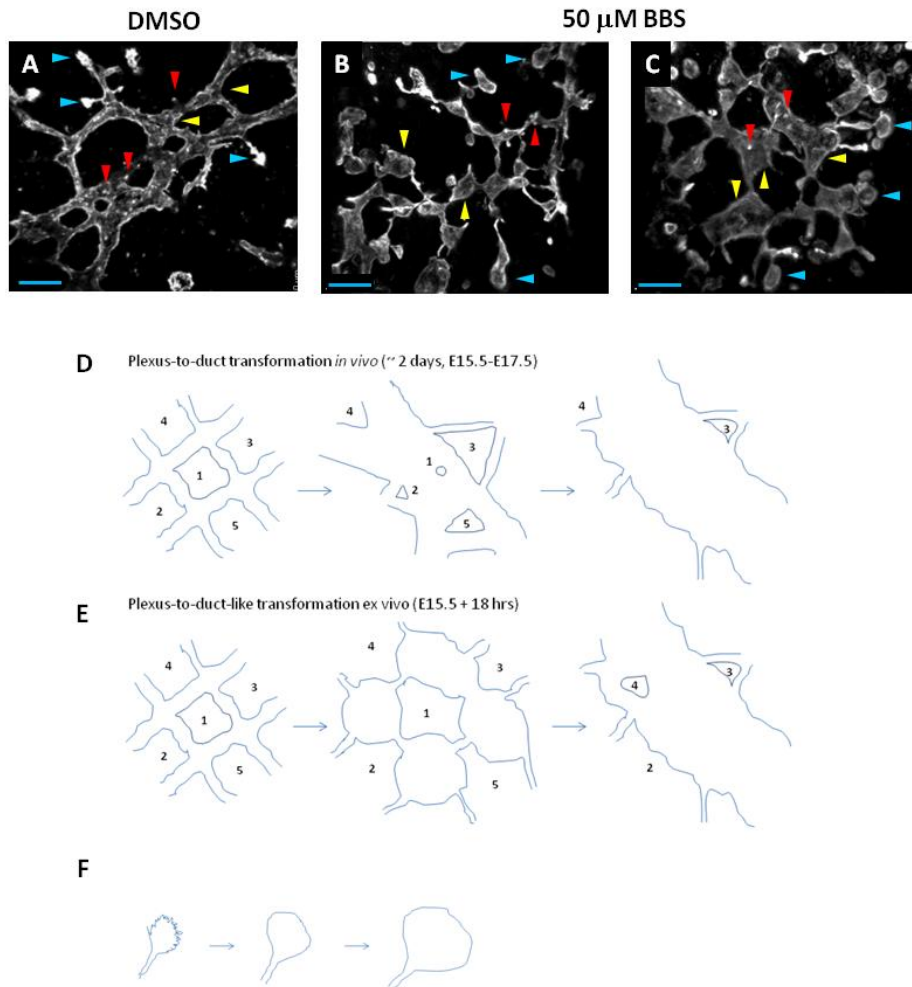 DMSO
50 µM BBS
A
B
C
D
Plexus-to-duct transformation in vivo (~ 2 days, E15.5-E17.5)
4
3
1
2
5
4
3
1
2
5
4
3
E
Plexus-to-duct-like transformation ex vivo (E15.5 + 18 hrs)
4
3
1
2
5
4
3
1
2
5
4
3
2
F